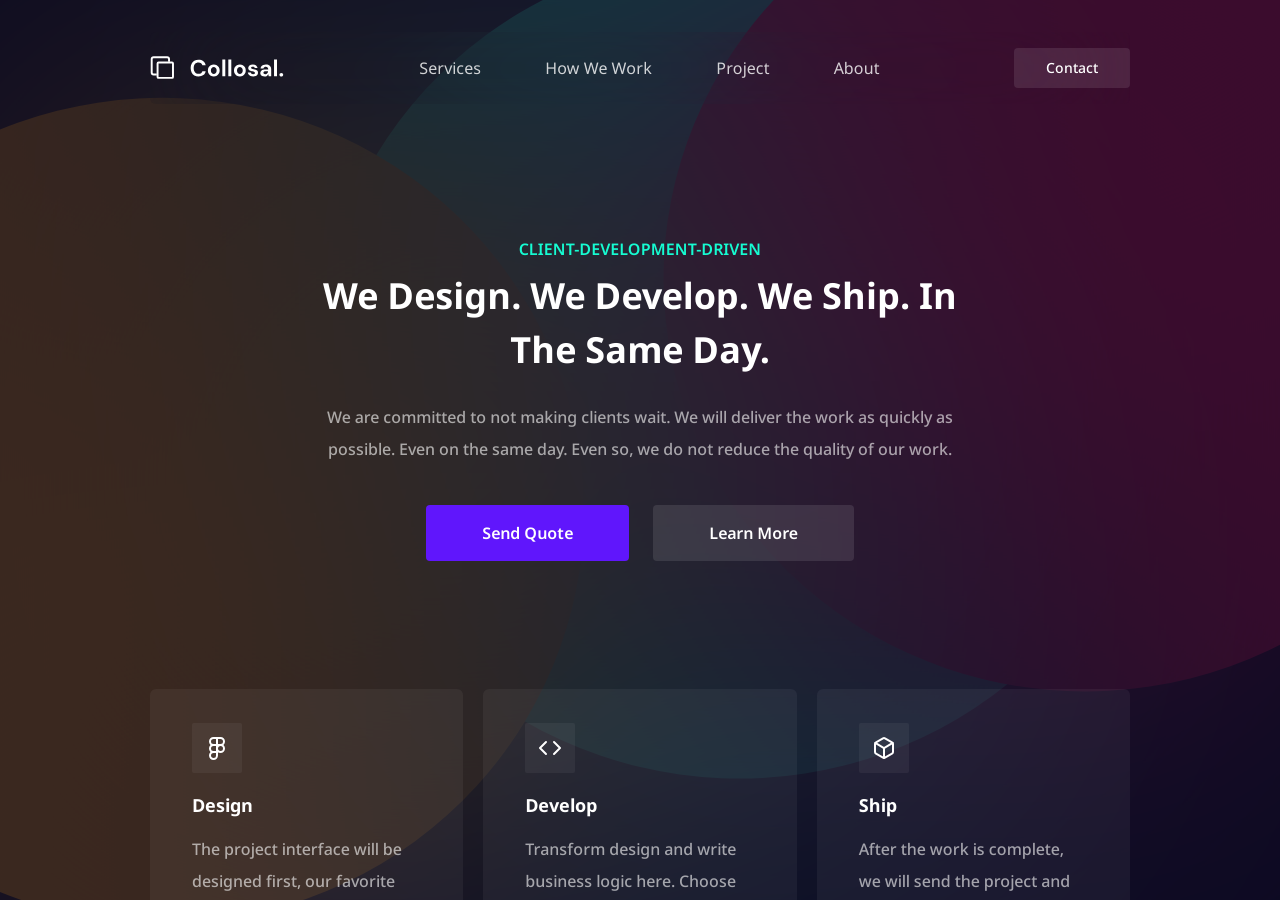 Collosal.
Services
How We Work
Project
About
Contact
CLIENT-DEVELOPMENT-DRIVEN
We Design. We Develop. We Ship. In
The Same Day.
We are committed to not making clients wait. We will deliver the work as quickly as
possible. Even on the same day. Even so, we do not reduce the quality of our work.
Send Quote
Learn More
Design
The project interface will be
designed first, our favorite
Develop
Transform design and write
business logic here. Choose
Ship
After the work is complete,
we will send the project and